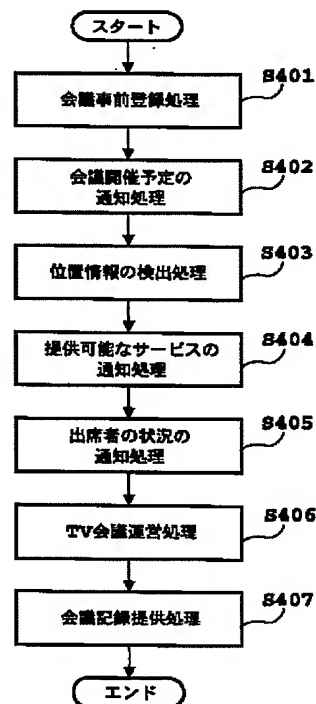 スタート
会議事前登録処理
S401
会議開催予定の
通知処理
S402
位置情報の検出処理
S403
提供可能なサービスの
通知処理
S404
出席者の状況の
通知処理
S405
TV会議運営処理
S406
会議記録提供処理
S407
エンド